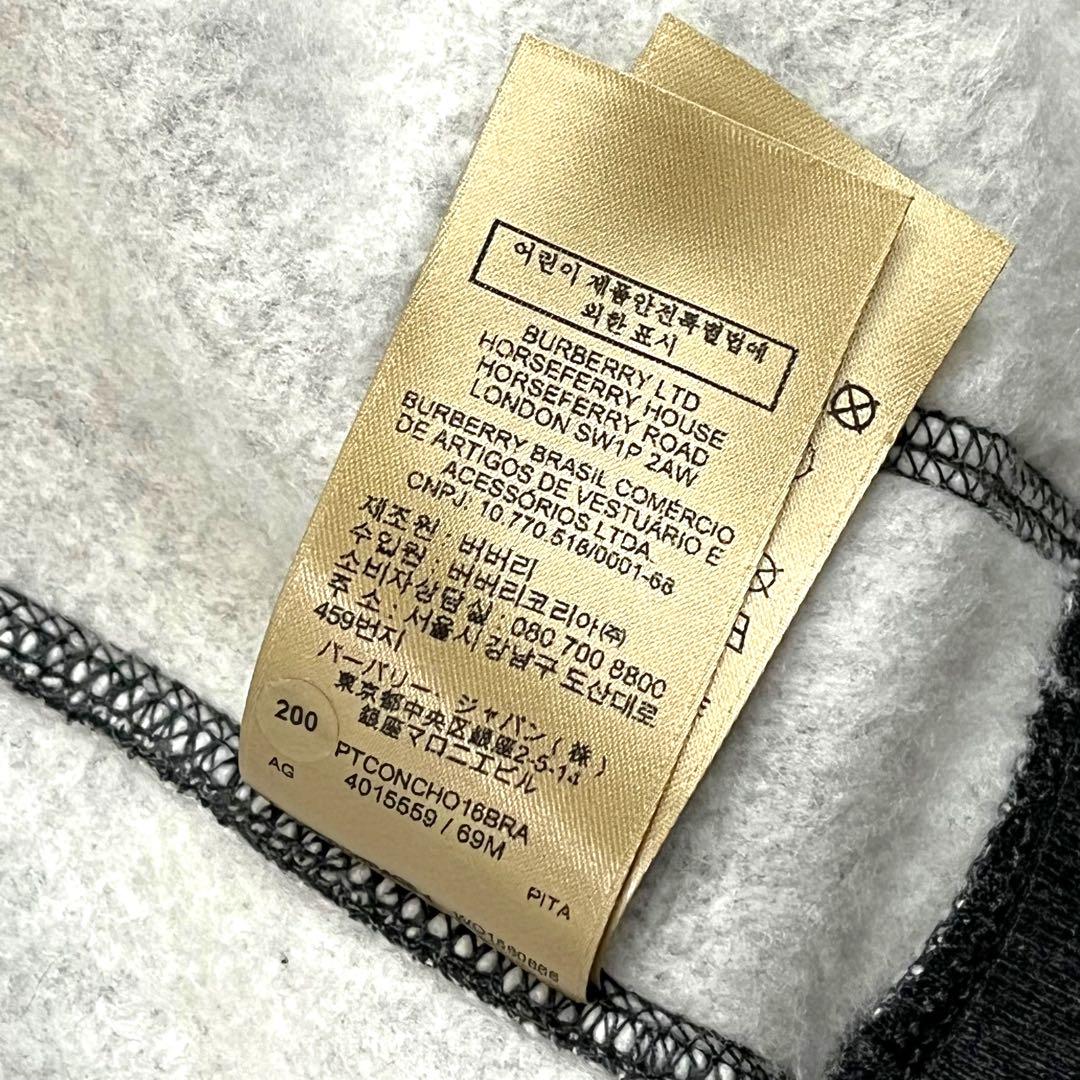 어린이 제품안전특별법에
의한 표시
BURBERRY LTD
HORSEFERRY HOUSE
HORSEFERRY ROAD
LONDON SW1P 2AW
BURBERRY BRASIL COMÉRCIO
DE ARTIGOS DE VESTUÁRIO E
ACESSÓRIOS LTDA.
CNPJ. 10.770.518/0001-68
제조원 : 버버리
수입원 : 버버리코리아㈜
소비자상담실 : 080 700 8800
주소 : 서울시 강남구 도산대로
459번지
バーバリー・ジャパン(株)
東京都中央区銀座2-5-14
銀座マロニエビル
200
PTCONCHO16BRA
AG
4015559 / 69M
PITA